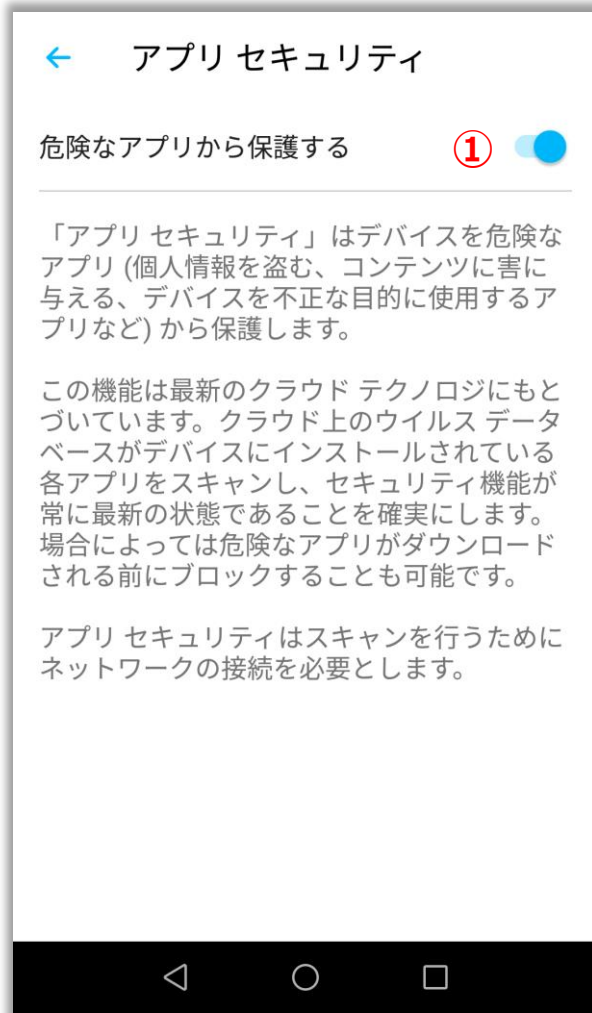 アプリ セキュリティ
危険なアプリから保護する ①
「アプリ セキュリティ」はデバイスを危険な
アプリ (個人情報を盗む、コンテンツに害に
与える、デバイスを不正な目的に使用するア
プリなど) から保護します。
この機能は最新のクラウド テクノロジにもと
づいています。クラウド上のウイルス データ
ベースがデバイスにインストールされている
各アプリをスキャンし、セキュリティ機能が
常に最新の状態であることを確実にします。
場合によっては危険なアプリがダウンロード
される前にブロックすることも可能です。
アプリ セキュリティはスキャンを行うために
ネットワークの接続を必要とします。